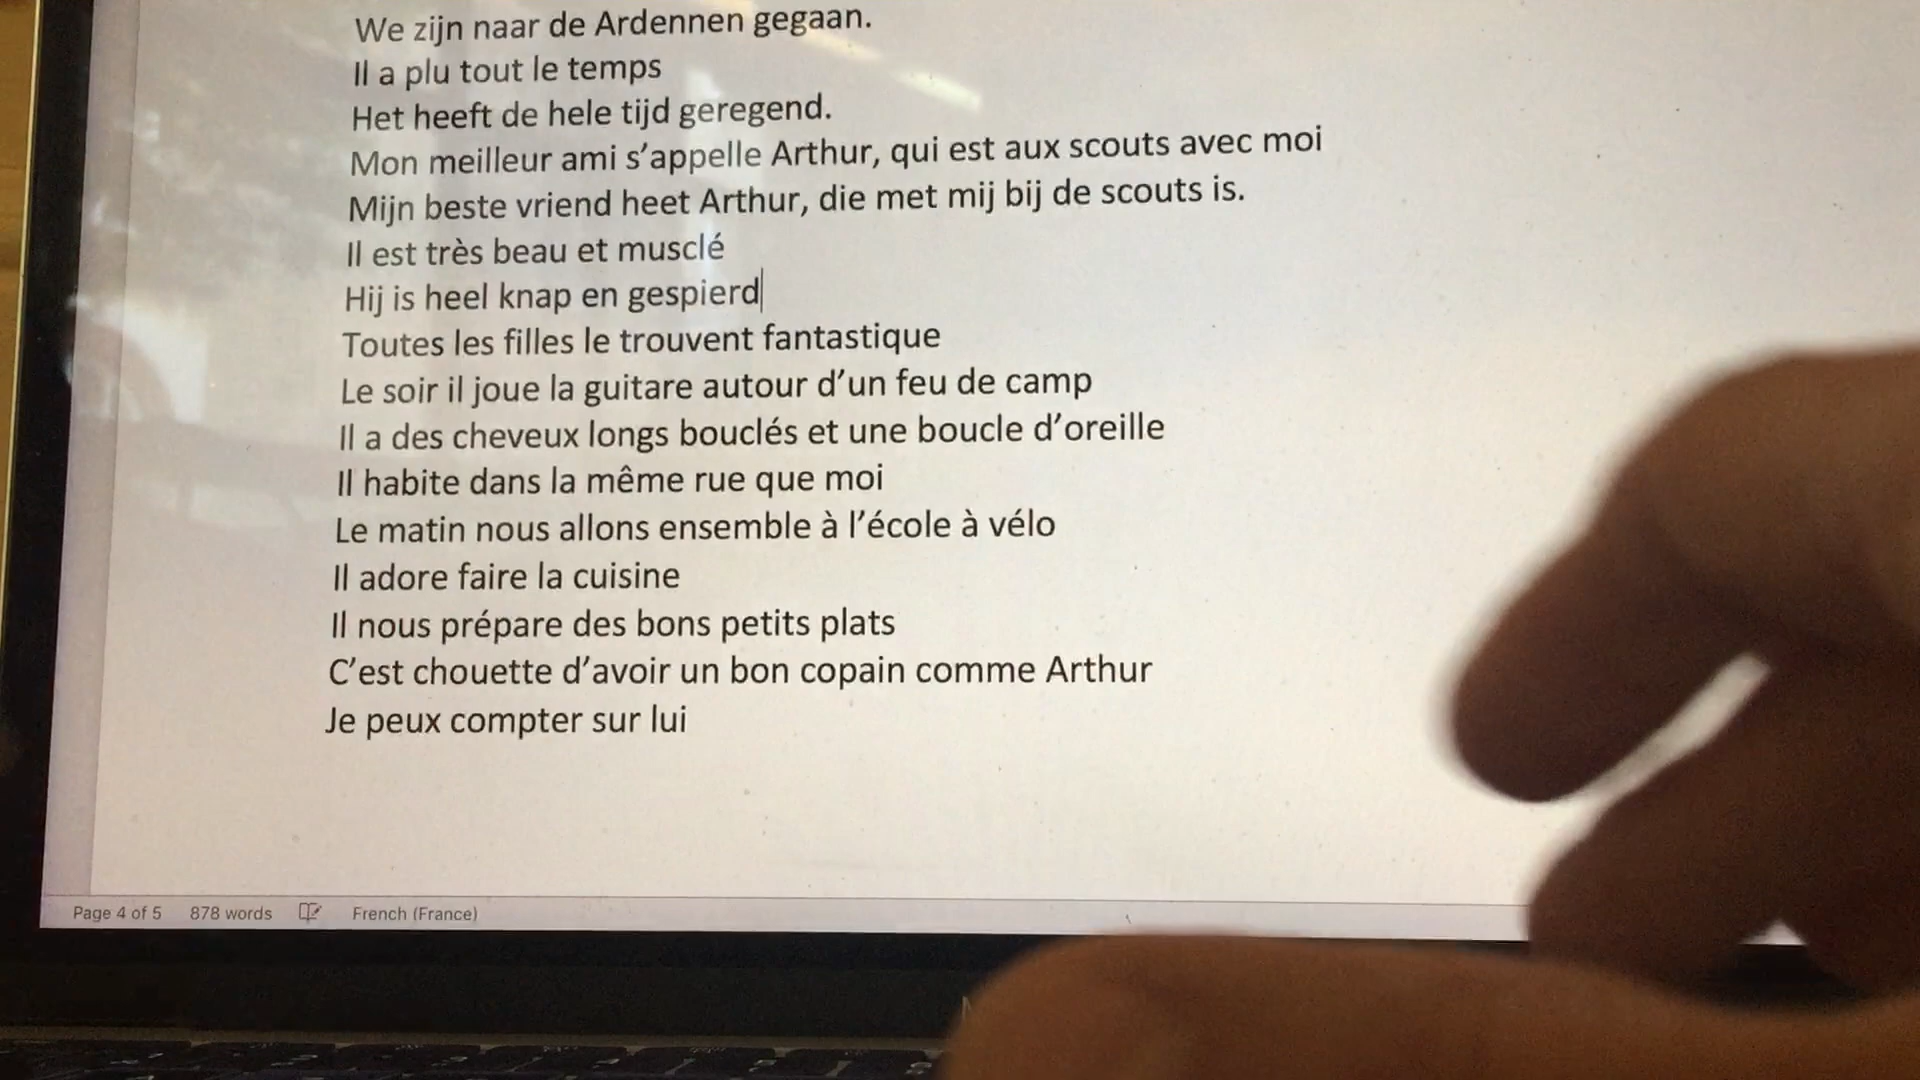 We zijn naar de Ardennen gegaan.
Il a plu tout le temps
Het heeft de hele tijd geregend.
Mon meilleur ami s’appelle Arthur, qui est aux scouts avec moi
Mijn beste vriend heet Arthur, die met mij bij de scouts is.
Il est très beau et musclé
Hij is heel knap en gespierd
Toutes les filles le trouvent fantastique
Le soir il joue la guitare autour d’un feu de camp
Il a des cheveux longs bouclés et une boucle d’oreille
Il habite dans la même rue que moi
Le matin nous allons ensemble à l’école à vélo
Il adore faire la cuisine
Il nous prépare des bons petits plats
C’est chouette d’avoir un bon copain comme Arthur
Je peux compter sur lui
Page 4 of 5 878 words French (France)